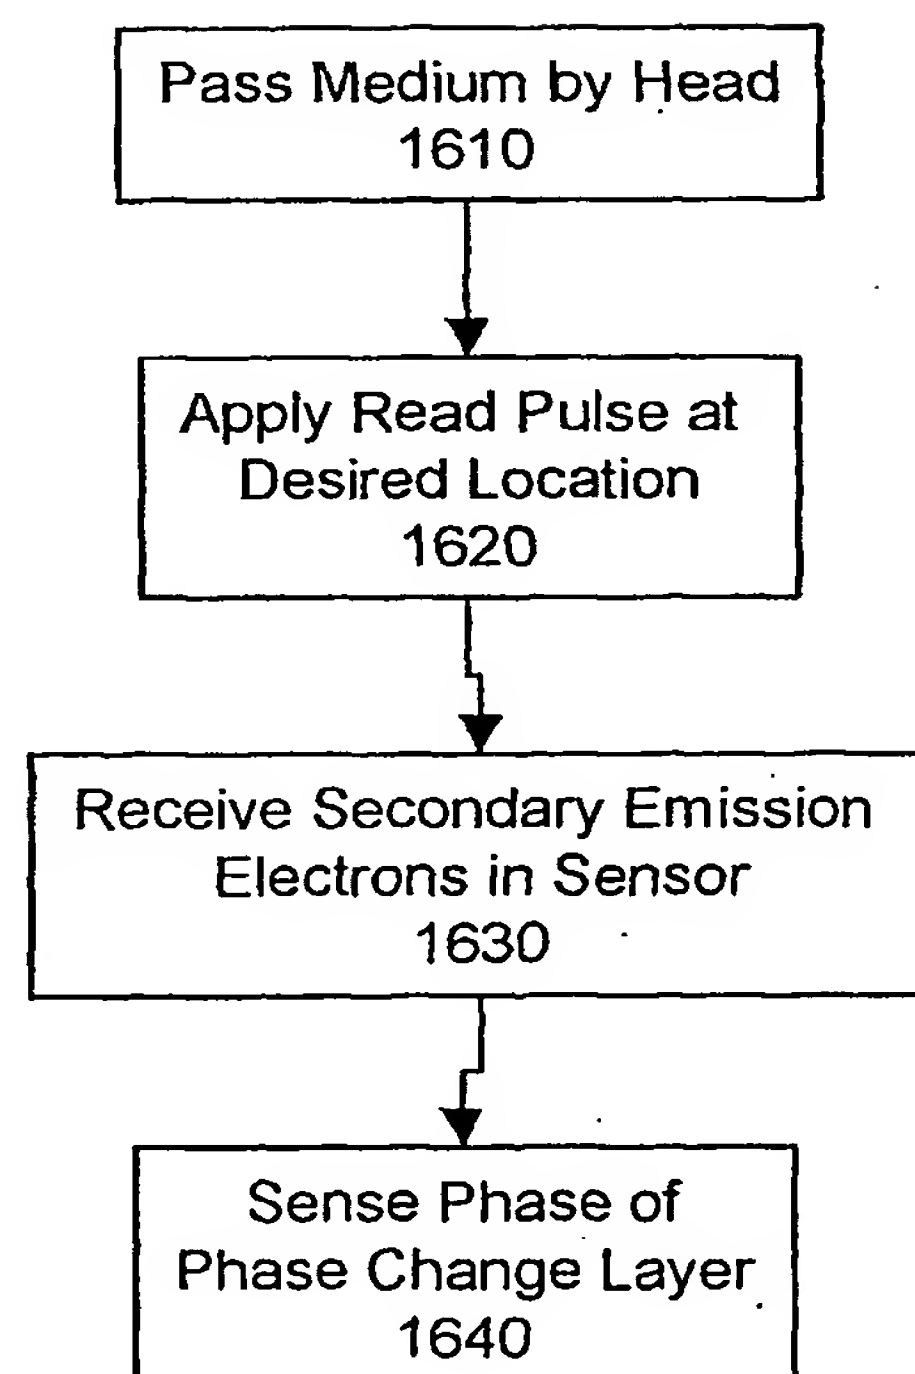 Pass Medium by Head
1610
Apply Read Pulse at
Desired Location
1620
Receive Secondary Emission
Electrons in Sensor
1630
Sense Phase of
Phase Change Layer
1640